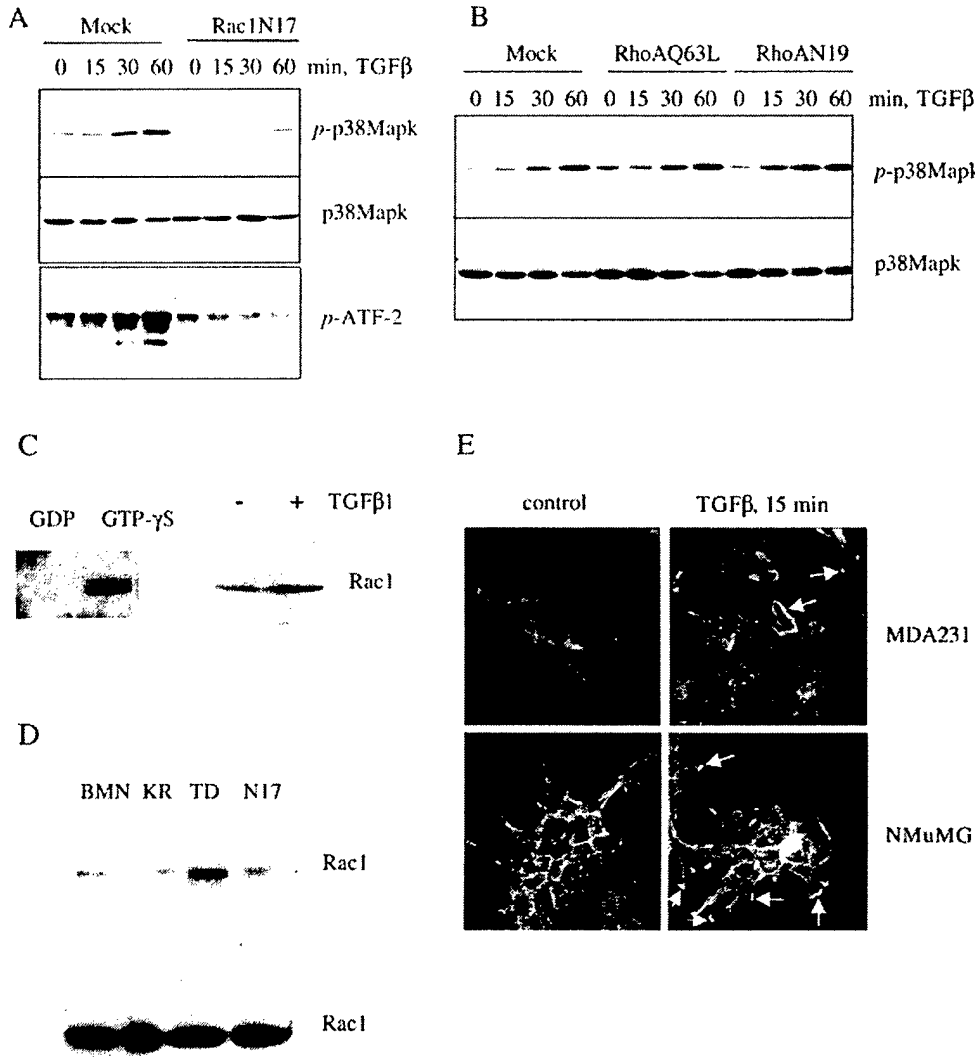 A
Mock Rac1N17
0 15 30 60 0 15 30 60 min, TGFβ
p-p38Mapk
p38Mapk
p-ATF-2
B
Mock RhoAQ63L RhoAN19
0 15 30 60 0 15 30 60 0 15 30 60 min, TGFβ
p-p38Mapk
p38Mapk
C
GDP GTP-γS - + TGFβ1
Rac1
D
BMN KR TD N17
Rac1
Rac1
E
control TGFβ, 15 min
MDA231
NMuMG